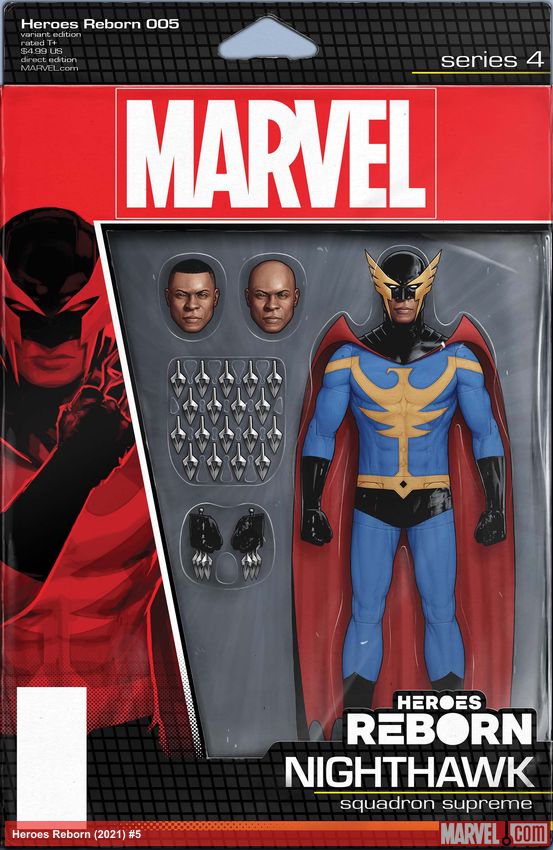 Heroes Reborn 005
variant edition
rated T+
$4.99 US
direct edition
MARVEL.com
series 4
MARVEL
HEROES
REBORN
NIGHTHAWK
squadron supreme
Heroes Reborn (2021) #5
MARVEL.com